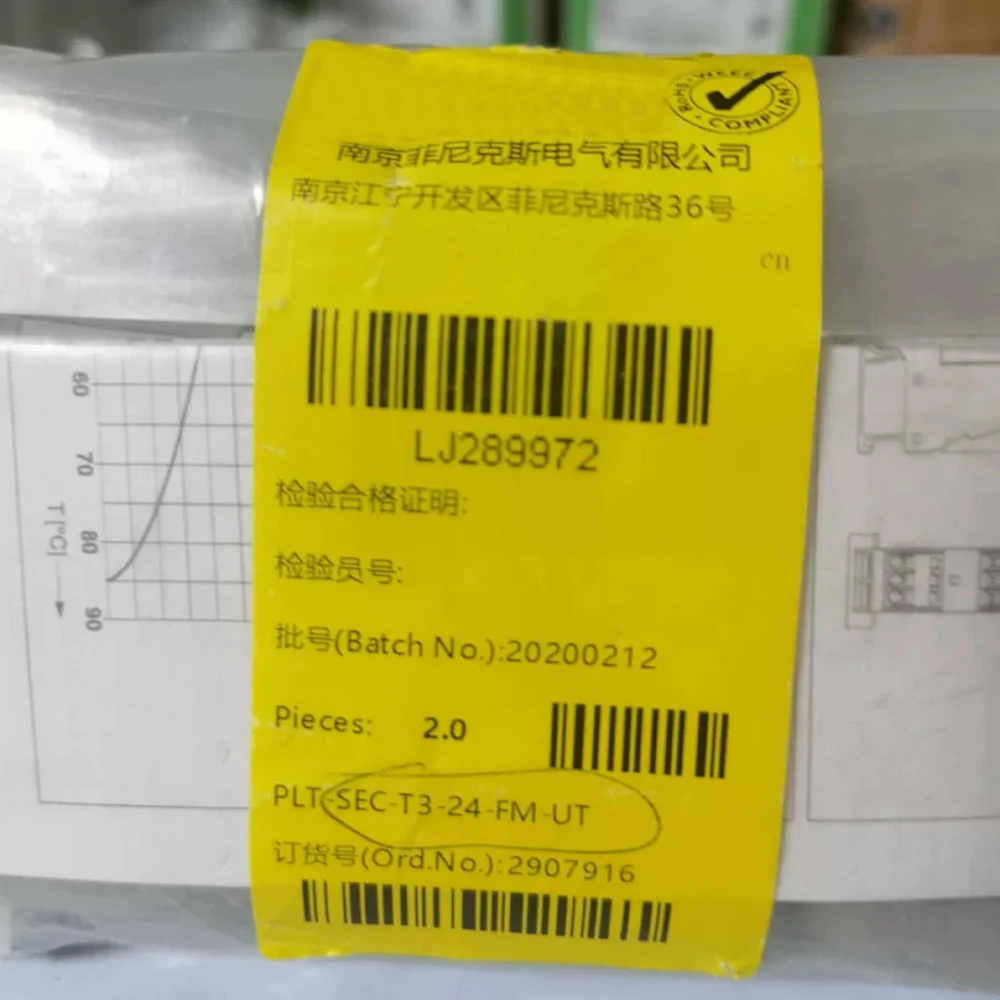 WEEE
RoHS
COMPLIANT
南京菲尼克斯电气有限公司
南京江宁开发区菲尼克斯路36号
cn
LJ289972
检验合格证明:
检验员号:
批号(Batch No.):20200212
Pieces: 2.0
PLT-SEC-T3-24-FM-UT
订货号(Ord.No.):2907916
60
70
80
90
T [°C]